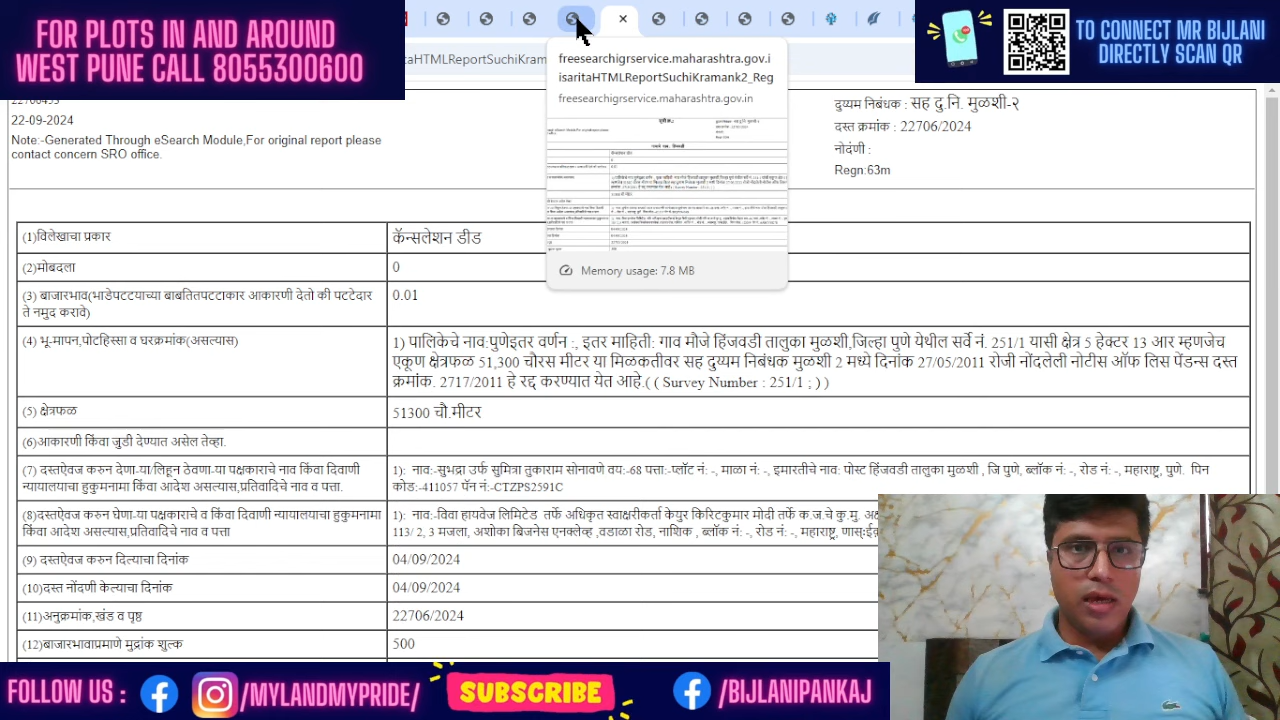 FOR PLOTS IN AND AROUND
WEST PUNE CALL 8055300600
TO CONNECT MR BIJLANI
DIRECTLY SCAN QR
taHTMLReportSuchiKram
freesearchigrservice.maharashtra.gov.i
isaritaHTMLReportSuchiKramank2_Reg
freesearchigrservice.maharashtra.gov.in
Memory usage: 7.8 MB
22-09-2024
Note:-Generated Through eSearch Module,For original report please
contact concern SRO office.
दुय्यम निबंधक : सह दु.नि. मुळशी-२
दस्त क्रमांक : 22706/2024
नोदंणी :
Regn:63m
(1)विलेखाचा प्रकार
कॅन्सलेशन डीड
(2)मोबदला
0
(3) बाजारभाव(भाडेपटटयाच्या बाबतितपटटाकार आकारणी देतो की पटटेदार
ते नमुद करावे)
0.01
(4) भू-मापन,पोटहिस्सा व घरक्रमांक(असल्यास)
1) पालिकेचे नाव:पुणेइतर वर्णन :, इतर माहिती: गाव मौजे हिंजवडी तालुका मुळशी,जिल्हा पुणे येथील सर्वे नं. 251/1 यासी क्षेत्र 5 हेक्टर 13 आर म्हणजेच
एकूण क्षेत्रफळ 51,300 चौरस मीटर या मिळकतीवर सह दुय्यम निबंधक मुळशी 2 मध्ये दिनांक 27/05/2011 रोजी नोंदलेली नोटीस ऑफ लिस पेंडन्स दस्त
क्रमांक. 2717/2011 हे रद्द करण्यात येत आहे.( ( Survey Number : 251/1 ; ) )
(5) क्षेत्रफळ
51300 चौ.मीटर
(6)आकारणी किंवा जुडी देण्यात असेल तेव्हा.
(7) दस्तऐवज करुन देणा-या/लिहून ठेवणा-या पक्षकाराचे नाव किंवा दिवाणी
न्यायालयाचा हुकुमनामा किंवा आदेश असल्यास,प्रतिवादिचे नाव व पत्ता.
1): नाव:-सुभद्रा उर्फ सुमित्रा तुकाराम सोनावणे वय:-68 पत्ता:-प्लॉट नं: -, माळा नं: -, इमारतीचे नाव: पोस्ट हिंजवडी तालुका मुळशी , जि पुणे, ब्लॉक नं: -, रोड नं: -, महाराष्ट्र, पुणे. पिन
कोड:-411057 पॅन नं:-CTZPS2591C
(8)दस्तऐवज करुन घेणा-या पक्षकाराचे व किंवा दिवाणी न्यायालयाचा हुकुमनामा
किंवा आदेश असल्यास,प्रतिवादिचे नाव व पत्ता
1): नाव:-विवा हायवेज लिमिटेड तर्फे अधिकृत स्वाक्षरीकर्ता केयुर किरिटकुमार मोदी तर्फे क.ज.चे कु मु.
113/ 2, 3 मजला, अशोका बिजनेस एनक्लेव्ह ,वडाळा रोड, नाशिक , ब्लॉक नं: -, रोड नं: -, महाराष्ट्र,
(9) दस्तऐवज करुन दिल्याचा दिनांक
04/09/2024
(10)दस्त नोंदणी केल्याचा दिनांक
04/09/2024
(11)अनुक्रमांक,खंड व पृष्ठ
22706/2024
(12)बाजारभावाप्रमाणे मुद्रांक शुल्क
500
FOLLOW US :
/MYLANDMYPRIDE/
SUBSCRIBE
/BIJLANIPANKAJ